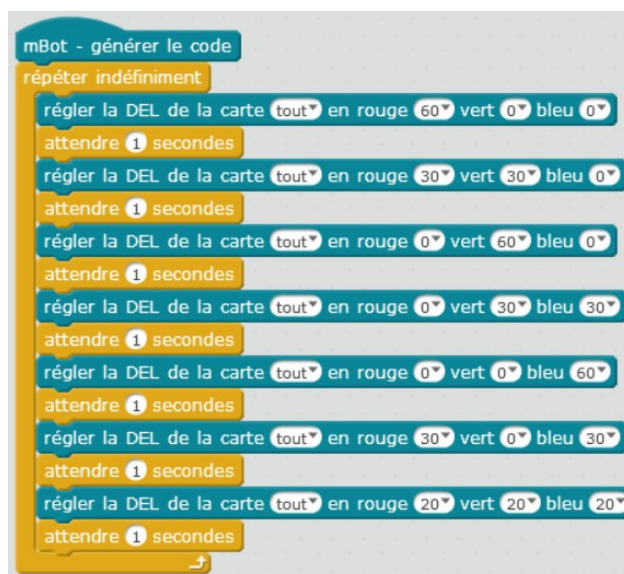 mBot - générer le code
répéter indéfiniment
régler la DEL de la carte tout en rouge 60 vert 0 bleu 0
attendre 1 secondes
régler la DEL de la carte tout en rouge 30 vert 30 bleu 0
attendre 1 secondes
régler la DEL de la carte tout en rouge 0 vert 60 bleu 0
attendre 1 secondes
régler la DEL de la carte tout en rouge 0 vert 30 bleu 30
attendre 1 secondes
régler la DEL de la carte tout en rouge 0 vert 0 bleu 60
attendre 1 secondes
régler la DEL de la carte tout en rouge 30 vert 0 bleu 30
attendre 1 secondes
régler la DEL de la carte tout en rouge 20 vert 20 bleu 20
attendre 1 secondes